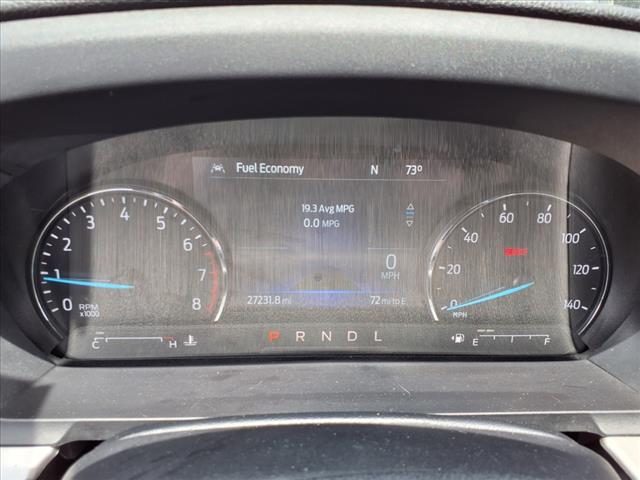 Fuel Economy N 73°
19.3 Avg MPG
0.0 MPG
0
MPH
27231.8 mi 72 mi to E
0 1 2 3 4 5 6 7 8
RPM
x1000
0 20 40 60 80 100 120 140
MPH
C H
P R N D L
E F